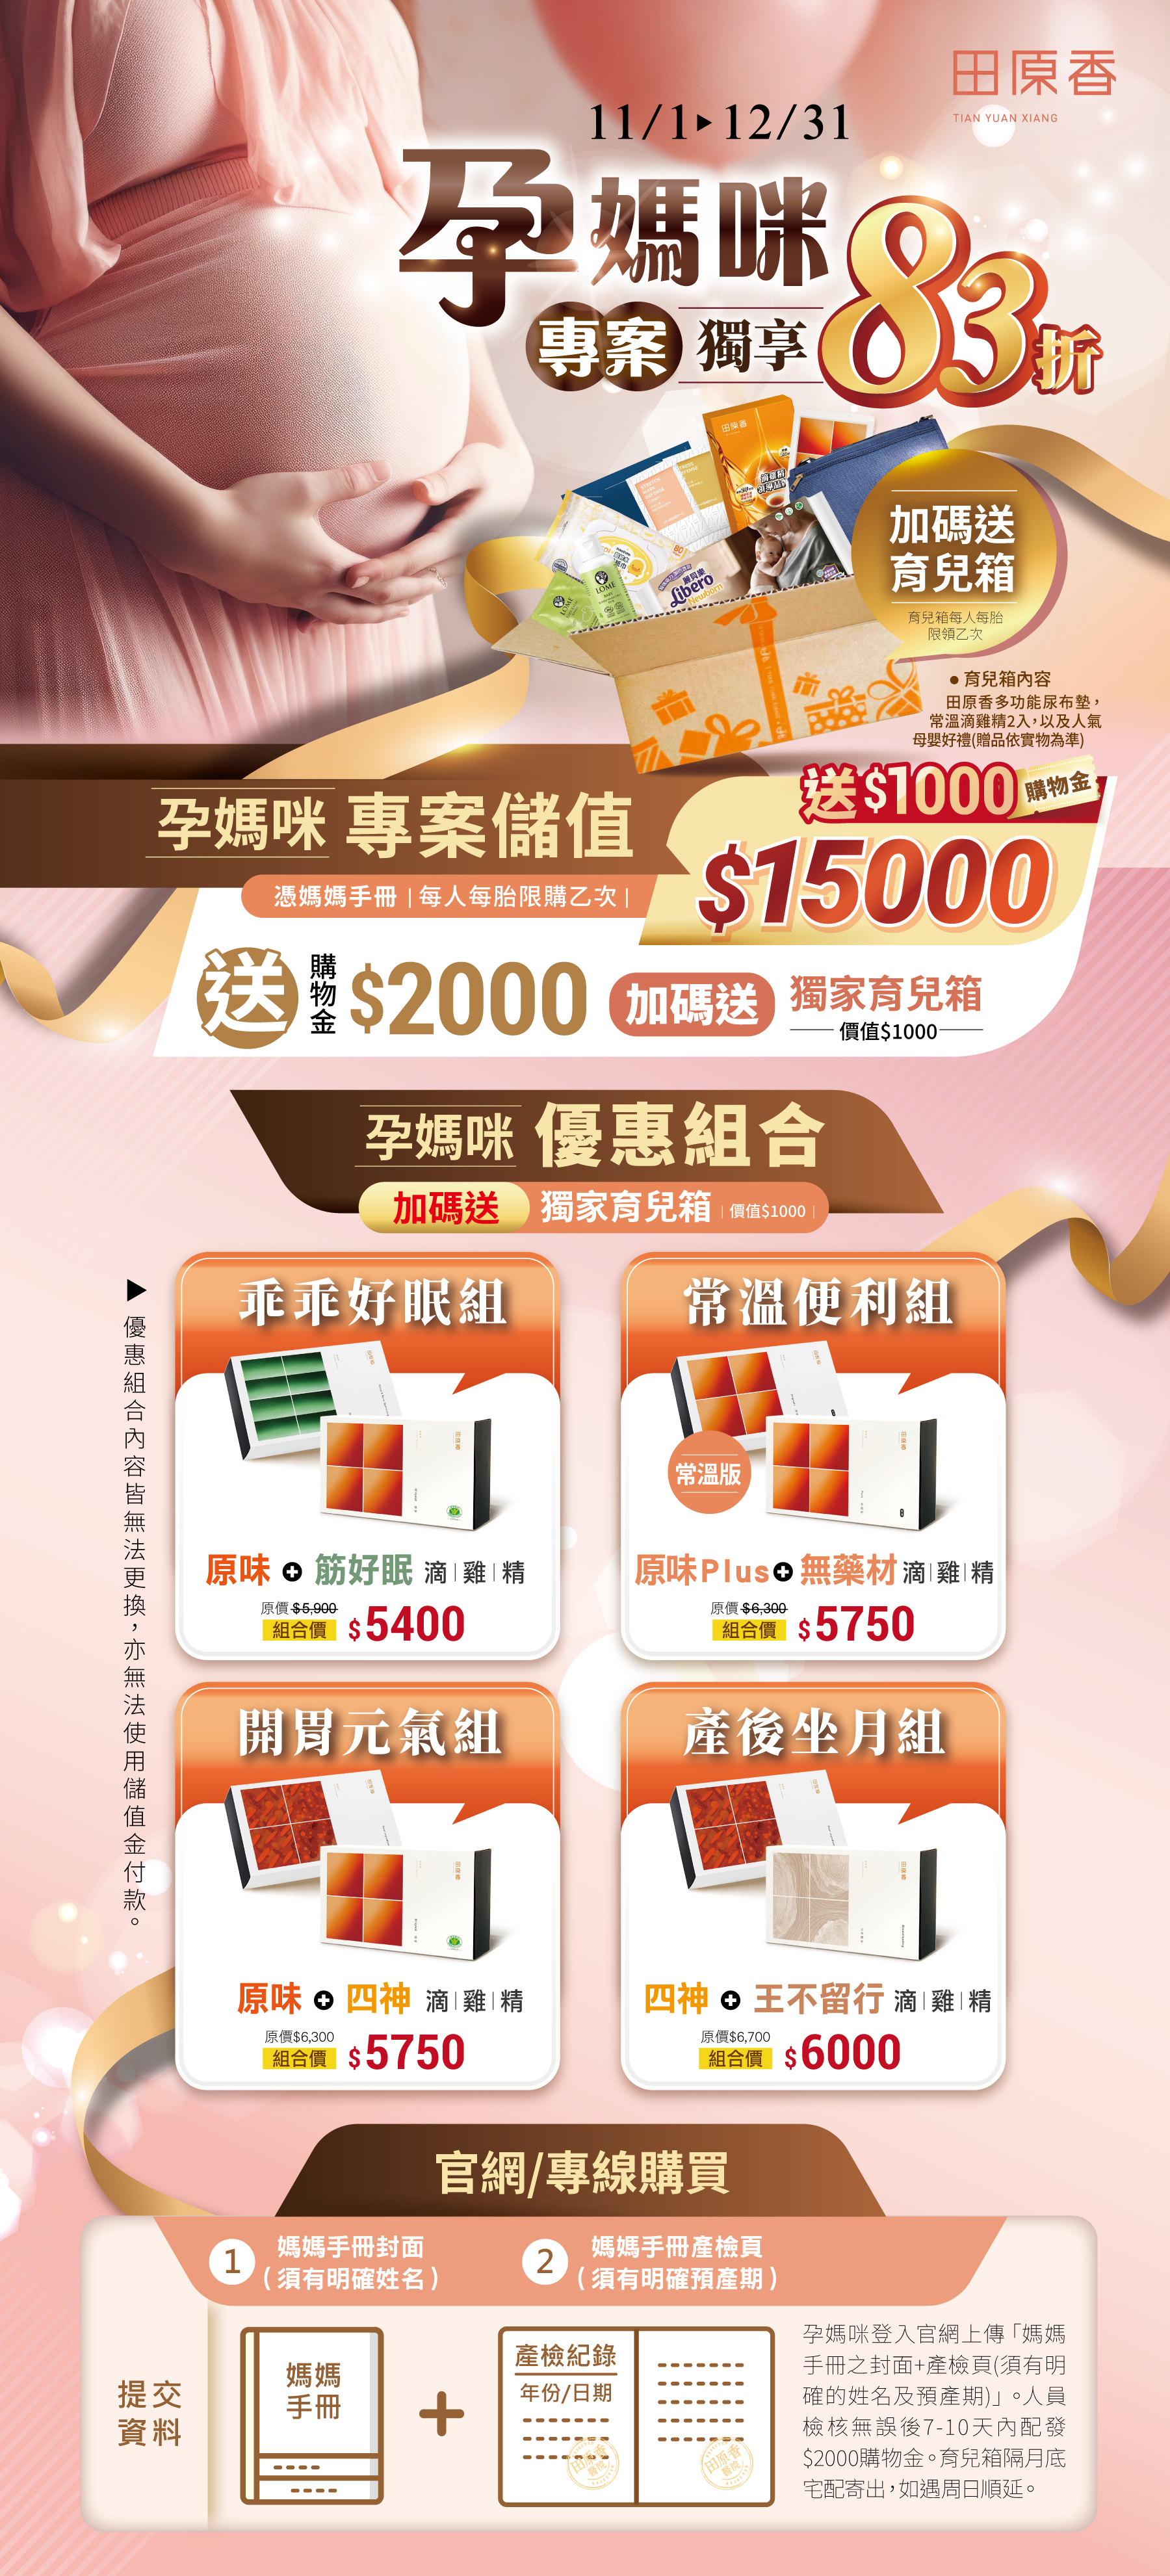 田原香
TIAN YUAN XIANG
11/1▶12/31
孕媽咪
專案 獨享 83折
田原香
滴雞精
Libero
Newborn
LOME
加碼送
育兒箱
育兒箱每人每胎
限領乙次
●育兒箱內容
田原香多功能尿布墊，
常溫滴雞精2入，以及人氣
母嬰好禮(贈品依實物為準)
送$1000購物金
孕媽咪 專案儲值
$15000
憑媽媽手冊|每人每胎限購乙次|
送 購物金 $2000 加碼送 獨家育兒箱
價值$1000
孕媽咪 優惠組合
加碼送 獨家育兒箱 |價值$1000|
▶優惠組合內容皆無法更換，亦無法使用儲值金付款。
乖乖好眠組
原味+筋好眠 滴|雞|精
原價$5,900
組合價 $5400
常溫便利組
常溫版
原味Plus+無藥材 滴|雞|精
原價$6,300
組合價 $5750
開胃元氣組
原味+四神 滴|雞|精
原價$6,300
組合價 $5750
產後坐月組
四神+王不留行 滴|雞|精
原價$6,700
組合價 $6000
官網/專線購買
1 媽媽手冊封面
(須有明確姓名)
2 媽媽手冊產檢頁
(須有明確預產期)
提交
資料
媽媽
手冊
+
產檢紀錄
年份/日期
田原香
醫院
田原香
醫院
孕媽咪登入官網上傳「媽媽
手冊之封面+產檢頁(須有明
確的姓名及預產期)」。人員
檢核無誤後7-10天內配發
$2000購物金。育兒箱隔月底
宅配寄出，如遇周日順延。